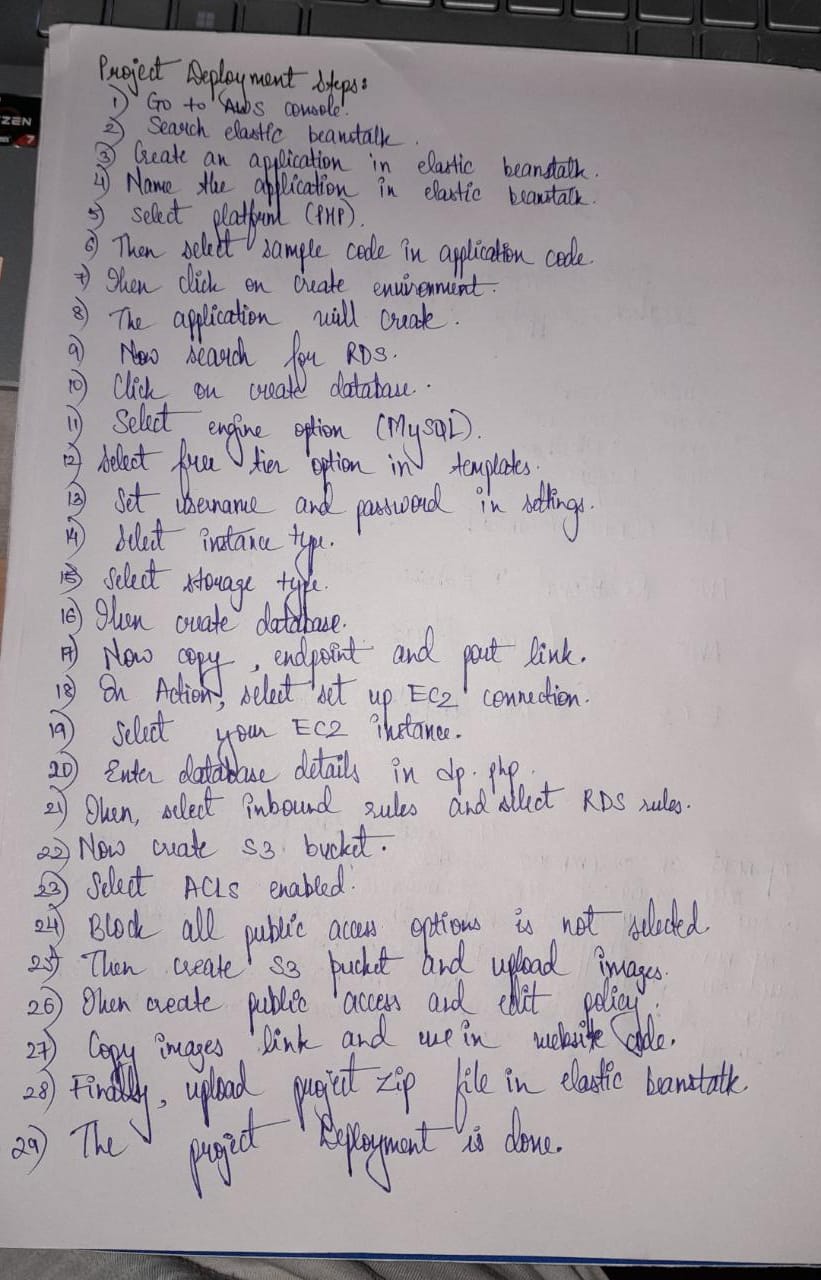 ZEN
7
Project Deployment Steps:
1) Go to AWS console.
2) Search elastic beanstalk.
3) Create an application in elastic beanstalk.
4) Name the application in elastic beanstalk.
5) Select platform (PHP).
6) Then select sample code in application code.
7) Then click on create environment.
8) The application will create.
9) Now search for RDS.
10) Click on create database.
11) Select engine option (MySQL).
12) Select free tier option in templates.
13) Set username and password in settings.
14) Select instance type.
15) Select storage type.
16) Then create database.
17) Now copy, endpoint and port link.
18) In Action, select set up EC2 connection.
19) Select your EC2 instance.
20) Enter database details in dp.php.
21) Then, select inbound rules and select RDS rules.
22) Now create S3 bucket.
23) Select ACLS enabled.
24) Block all public access options is not selected.
25) Then create S3 bucket and upload images.
26) Then create public access and edit policy.
27) Copy images link and use in website code.
28) Finally, upload project zip file in elastic beanstalk.
29) The project Deployment is done.